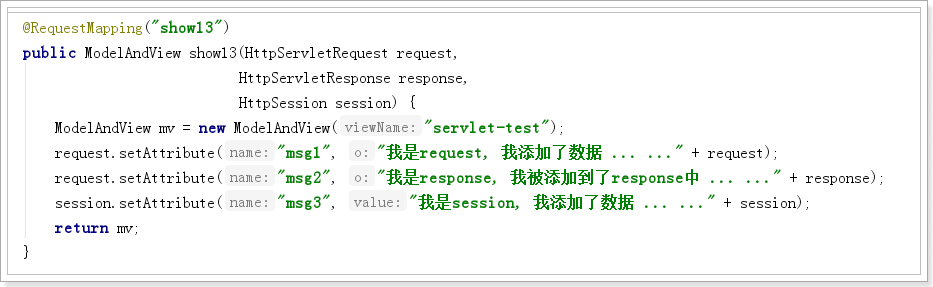 @RequestMapping("show13")
public ModelAndView show13(HttpServletRequest request,
HttpServletResponse response,
HttpSession session) {
ModelAndView mv = new ModelAndView( viewName: "servlet-test");
request.setAttribute( name: "msg1", o: "我是request, 我添加了数据 ... ..." + request);
request.setAttribute( name: "msg2", o: "我是response, 我被添加到了response中 ... ..." + response);
session.setAttribute( name: "msg3", value: "我是session, 我添加了数据 ... ..." + session);
return mv;
}